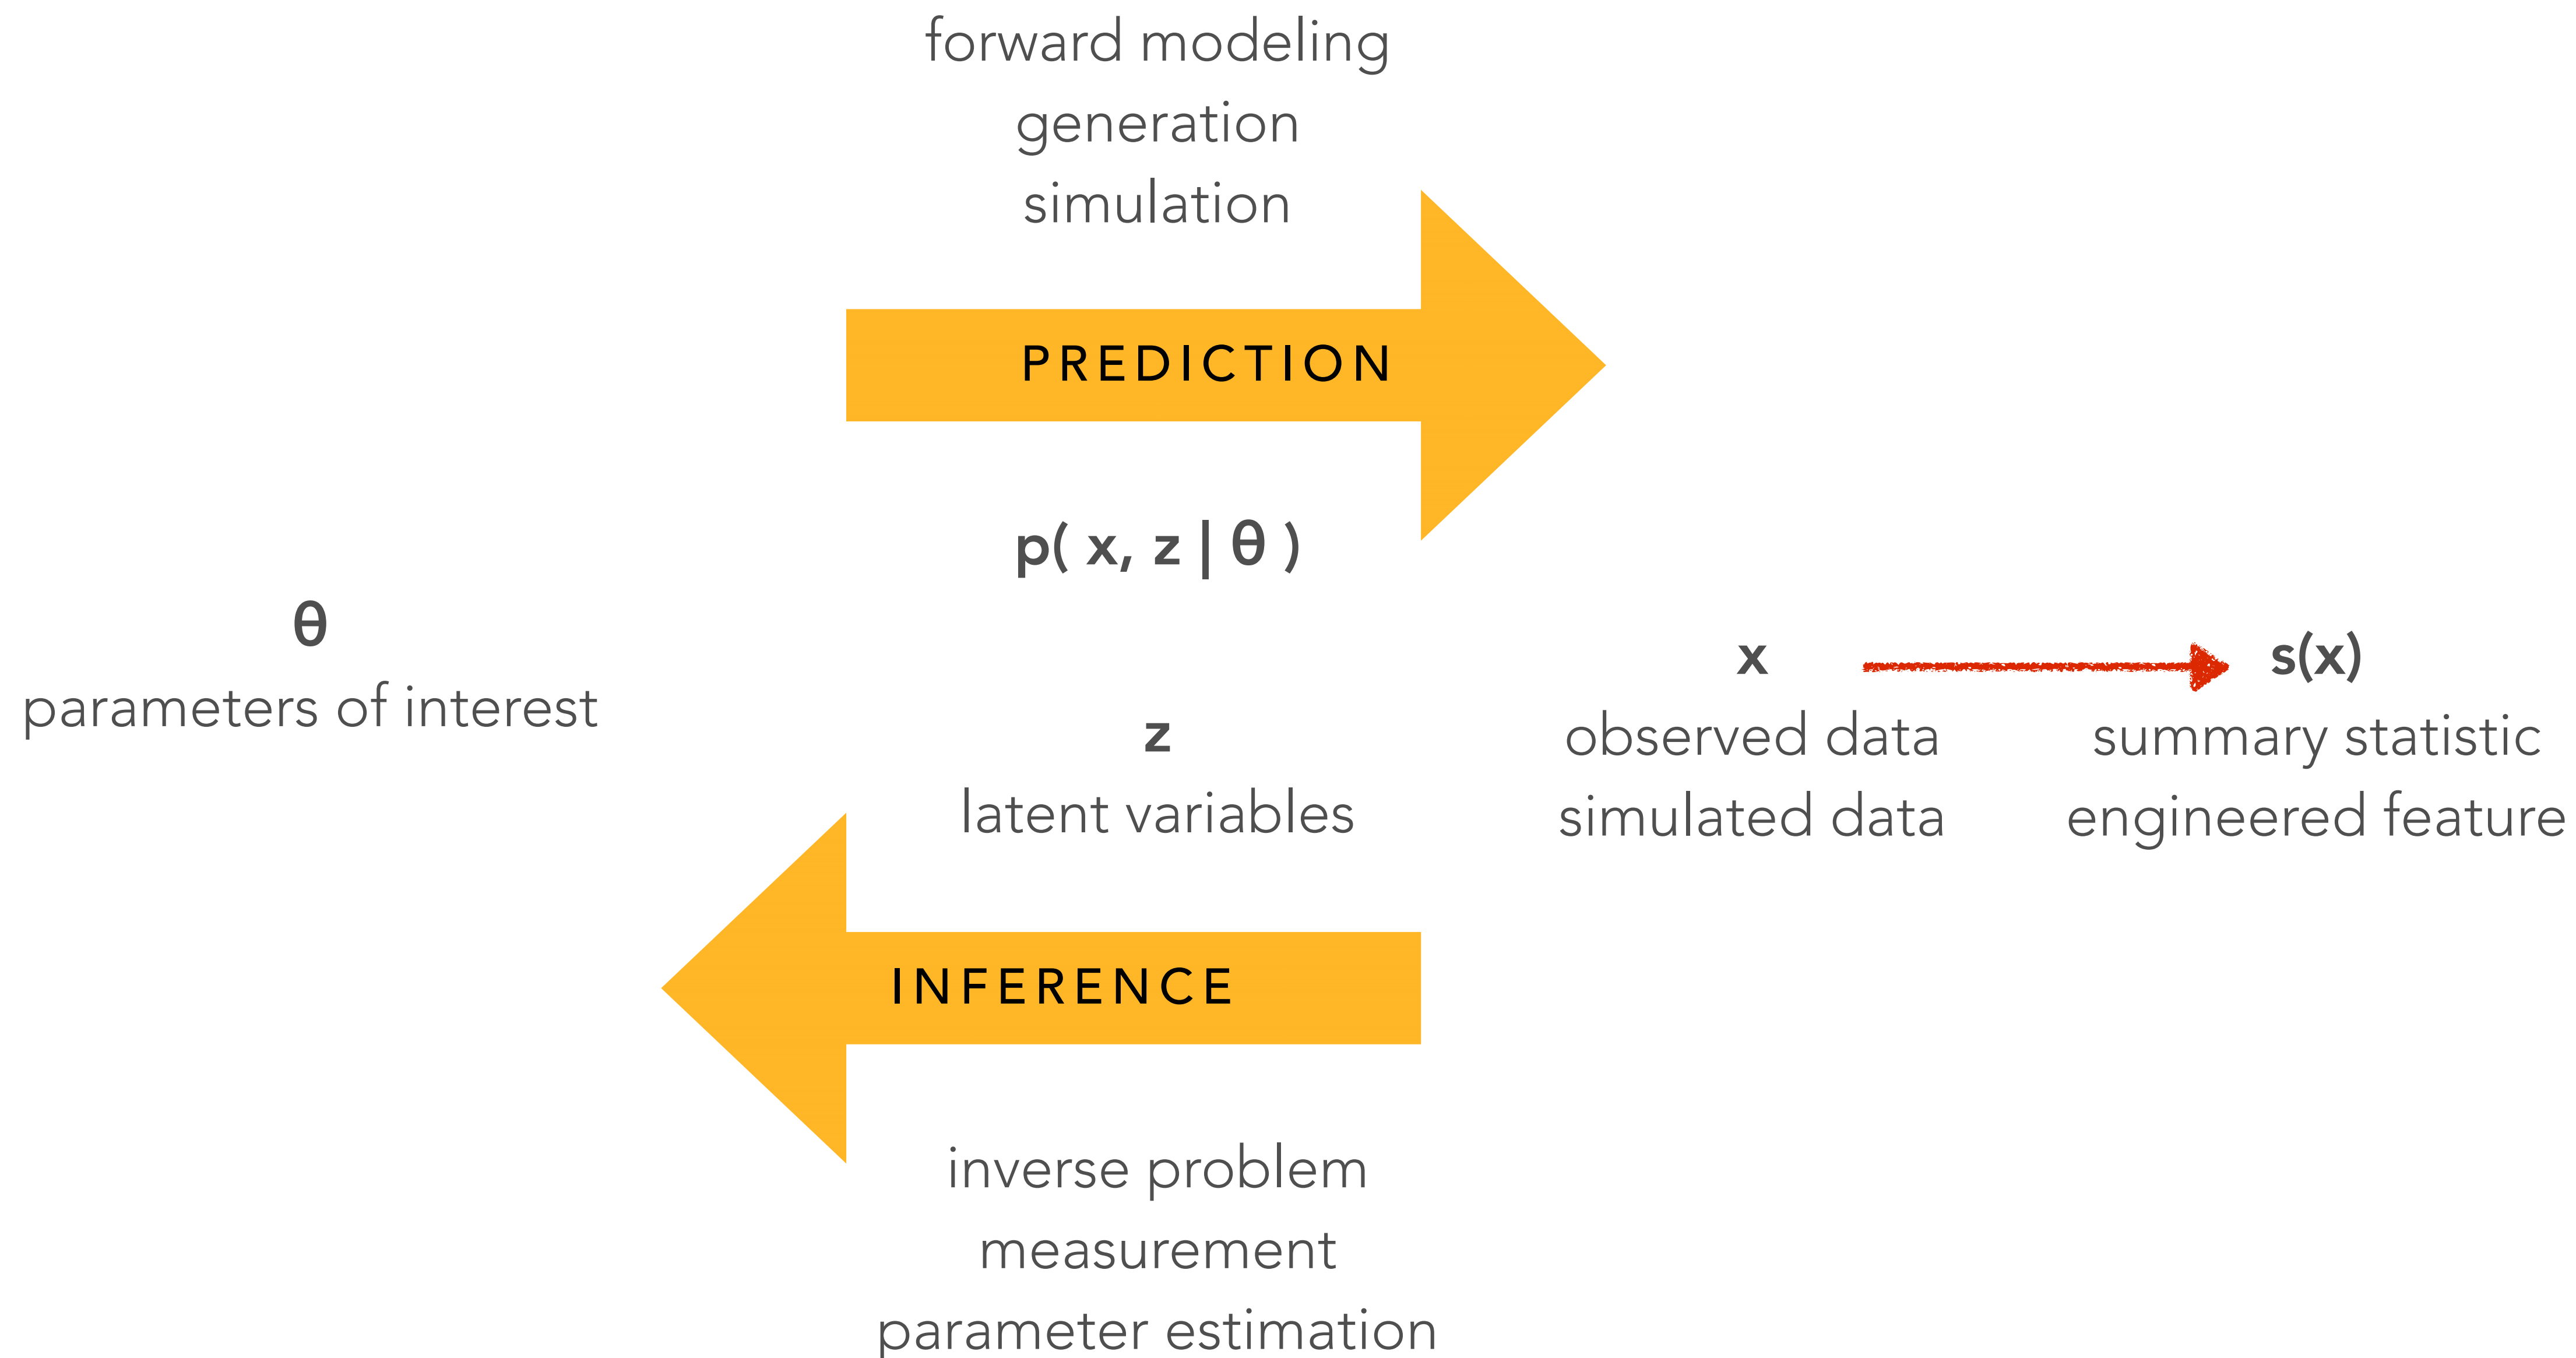 forward modeling
generation
simulation
PREDICTION
p( x, z | θ )
θ
parameters of interest
z
latent variables
x
observed data
simulated data
s(x)
summary statistic
engineered feature
INFERENCE
inverse problem
measurement
parameter estimation